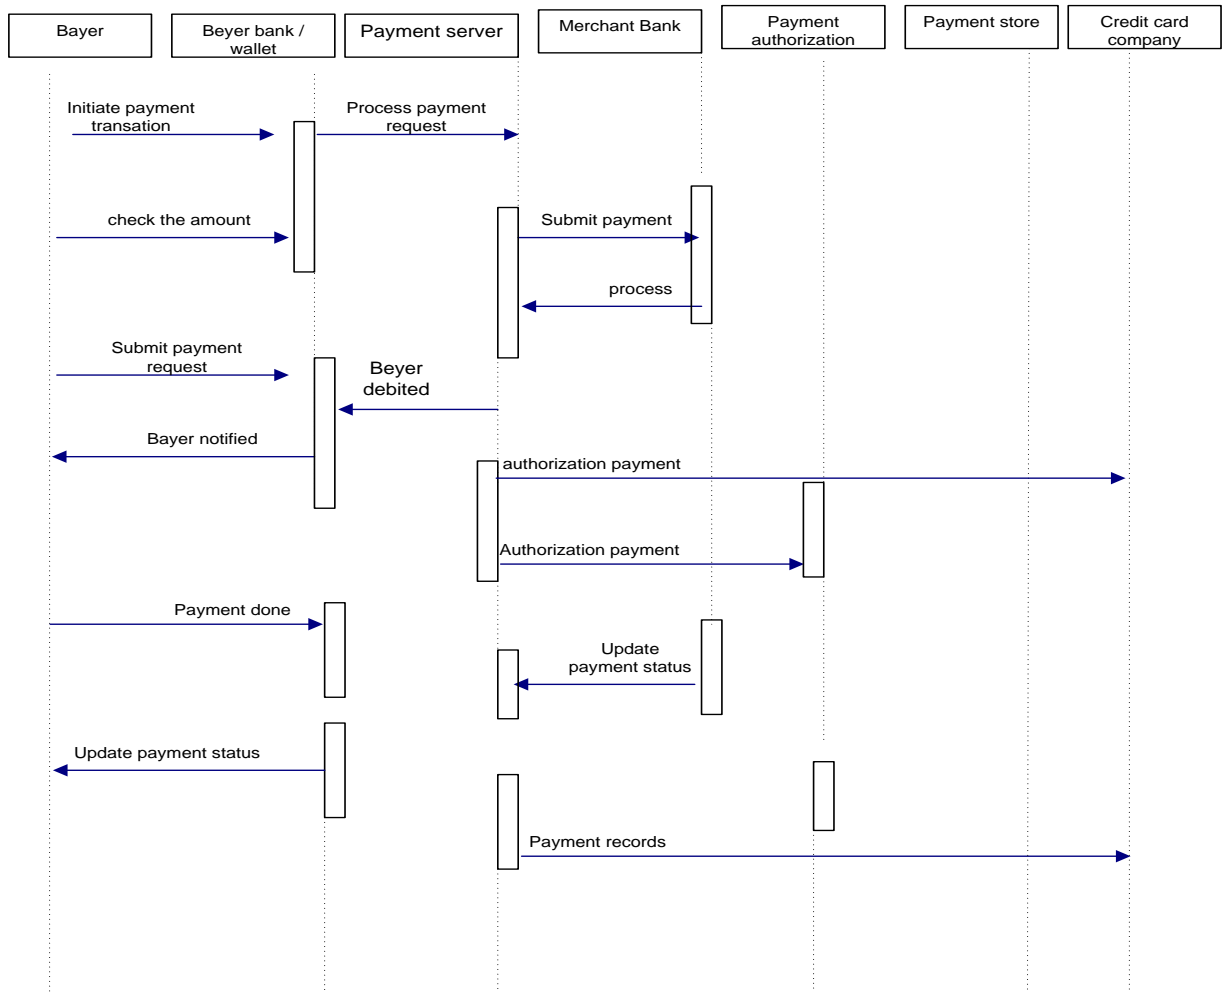 Bayer
Beyer bank /
wallet
Payment server
Merchant Bank
Payment
authorization
Payment store
Credit card
company
Initiate payment
transation
Process payment
request
check the amount
Submit payment
process
Submit payment
request
Beyer
debited
Bayer notified
authorization payment
Authorization payment
Payment done
Update
payment status
Update payment status
Payment records